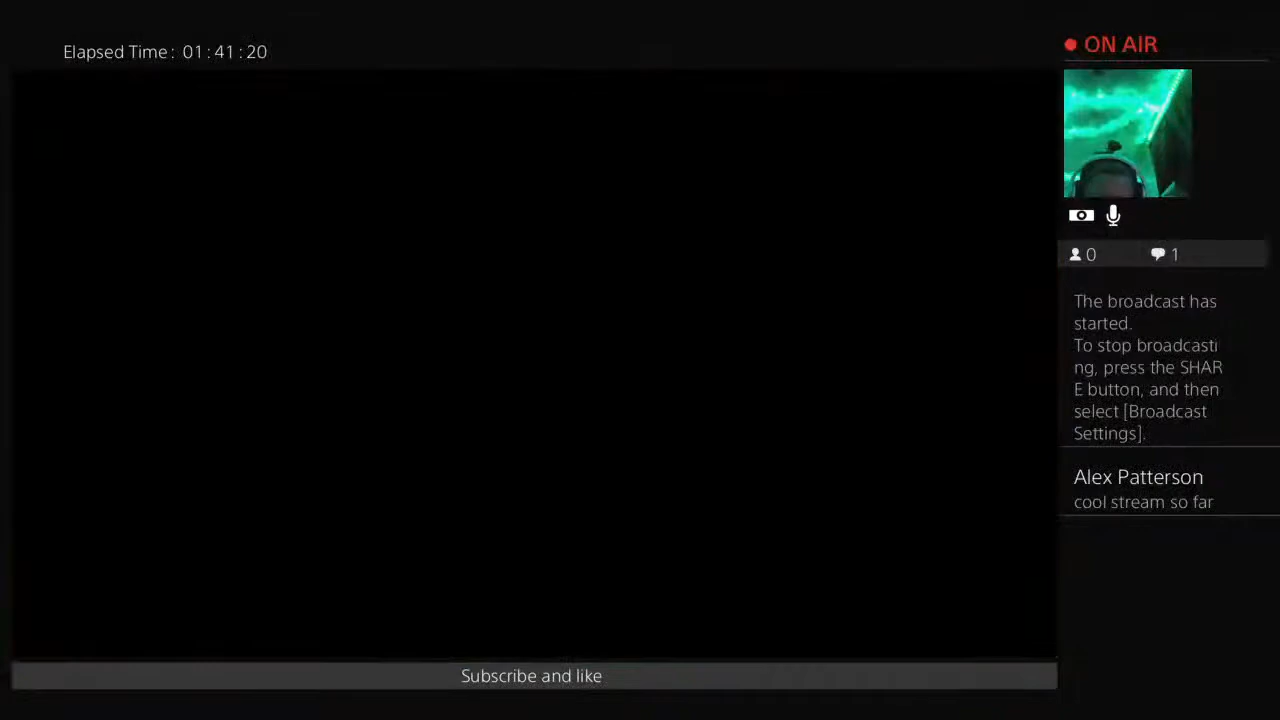 Elapsed Time: 01:41:20
ON AIR
0 1
The broadcast has
started.
To stop broadcasti
ng, press the SHAR
E button, and then
select [Broadcast
Settings].
Alex Patterson
cool stream so far
Subscribe and like